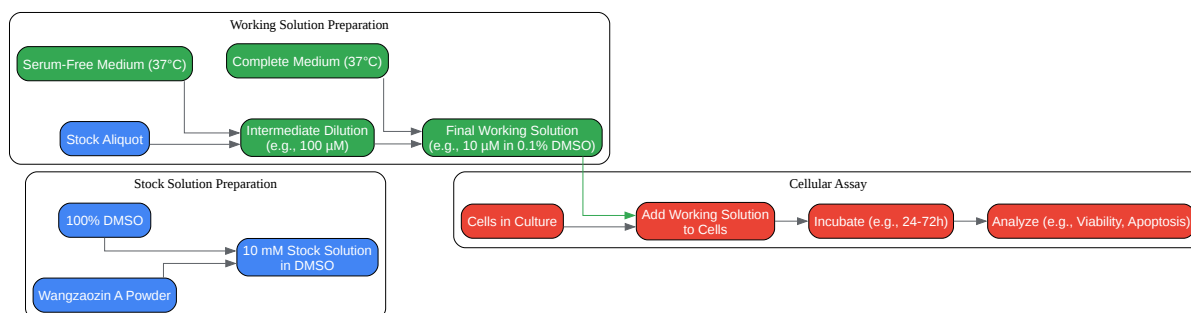 Working Solution Preparation
Serum-Free Medium (37°C)
Complete Medium (37°C)
Stock Aliquot
Intermediate Dilution
(e.g., 100 µM)
Final Working Solution
(e.g., 10 µM in 0.1% DMSO)
Stock Solution Preparation
100% DMSO
10 mM Stock Solution
in DMSO
Wangzaozin A Powder
Cellular Assay
Cells in Culture
Add Working Solution
to Cells
Incubate (e.g., 24-72h)
Analyze (e.g., Viability, Apoptosis)